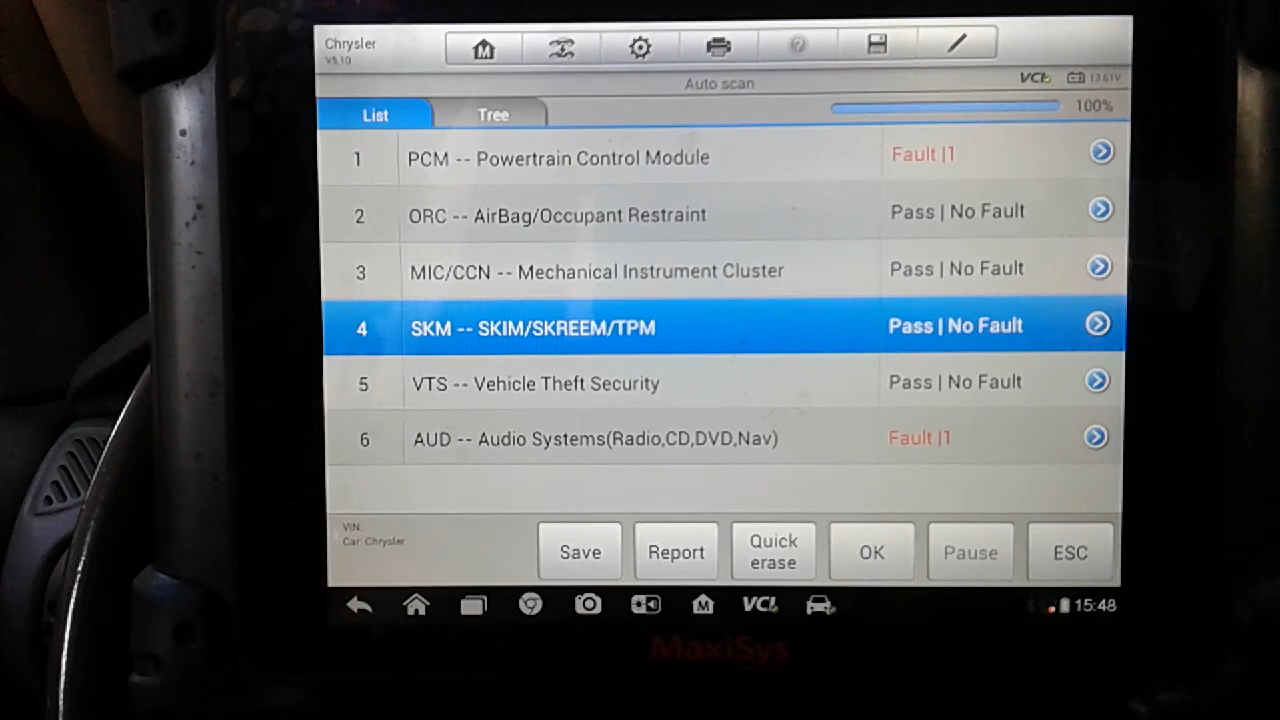 Chrysler
V5.10
Auto scan
VCI
13.61V
List
Tree
100%
1 PCM -- Powertrain Control Module Fault |1
2 ORC -- AirBag/Occupant Restraint Pass | No Fault
3 MIC/CCN -- Mechanical Instrument Cluster Pass | No Fault
4 SKM -- SKIM/SKREEM/TPM Pass | No Fault
5 VTS -- Vehicle Theft Security Pass | No Fault
6 AUD -- Audio Systems(Radio,CD,DVD,Nav) Fault |1
VIN:
Car: Chrysler
Save
Report
Quick
erase
OK
Pause
ESC
VCI
15:48
MaxiSys